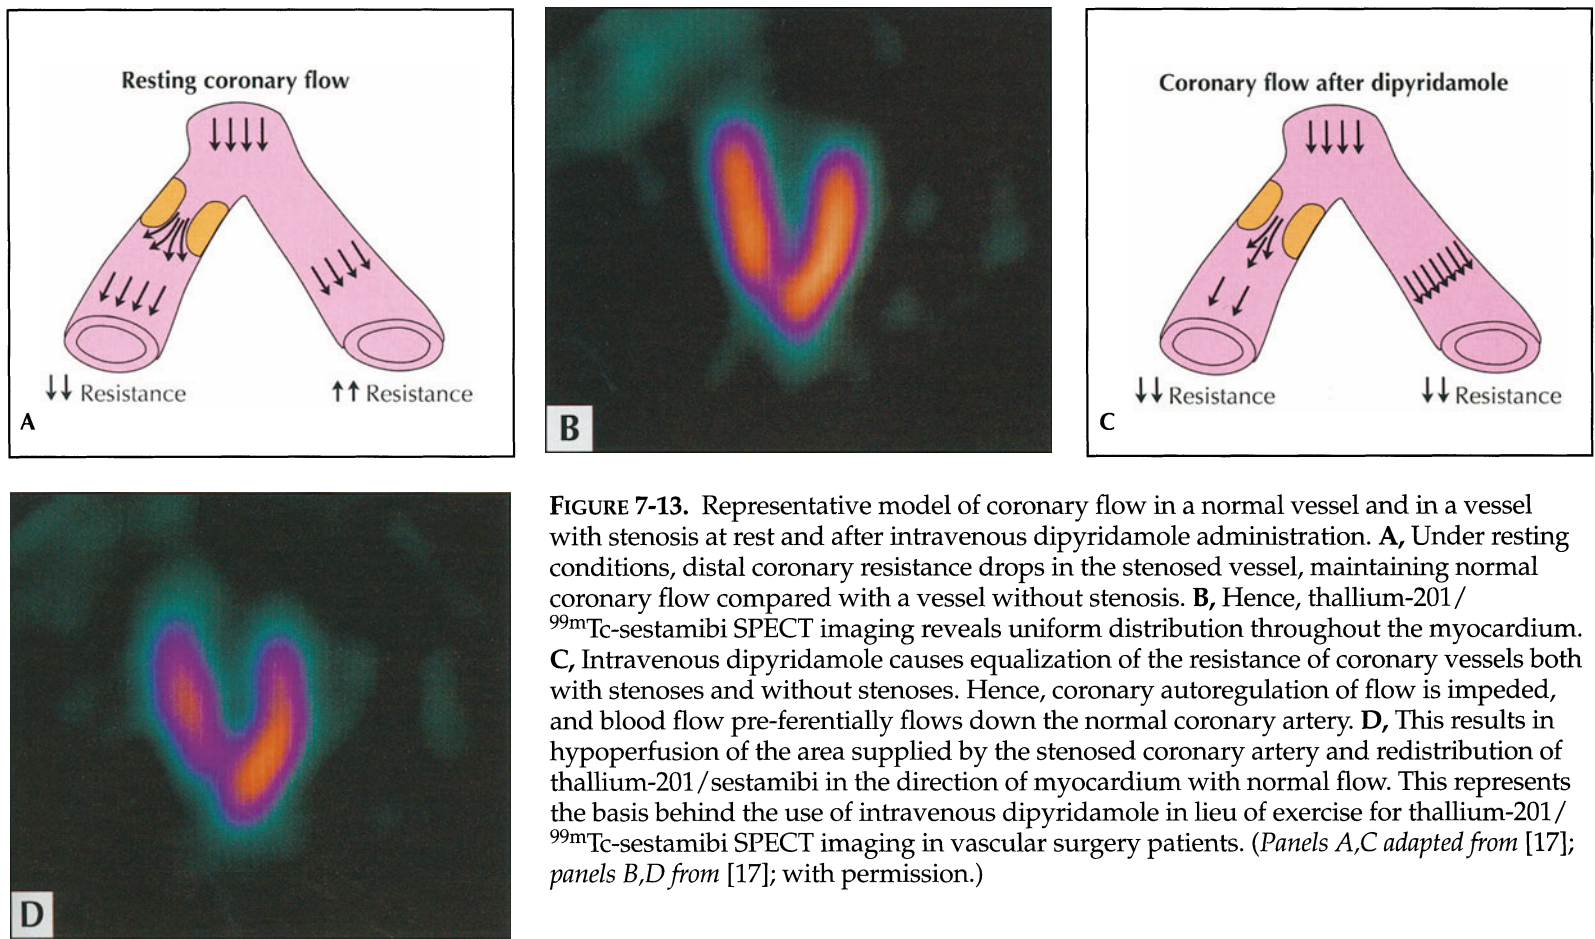 Resting coronary flow
↓↓ Resistance
↑↑ Resistance
A
B
Coronary flow after dipyridamole
↓↓ Resistance
↓↓ Resistance
C
D
FIGURE 7-13. Representative model of coronary flow in a normal vessel and in a vessel
with stenosis at rest and after intravenous dipyridamole administration. A, Under resting
conditions, distal coronary resistance drops in the stenosed vessel, maintaining normal
coronary flow compared with a vessel without stenosis. B, Hence, thallium-201/
99mTc-sestamibi SPECT imaging reveals uniform distribution throughout the myocardium.
C, Intravenous dipyridamole causes equalization of the resistance of coronary vessels both
with stenoses and without stenoses. Hence, coronary autoregulation of flow is impeded,
and blood flow pre-ferentially flows down the normal coronary artery. D, This results in
hypoperfusion of the area supplied by the stenosed coronary artery and redistribution of
thallium-201/sestamibi in the direction of myocardium with normal flow. This represents
the basis behind the use of intravenous dipyridamole in lieu of exercise for thallium-201/
99mTc-sestamibi SPECT imaging in vascular surgery patients. (Panels A,C adapted from [17];
panels B,D from [17]; with permission.)